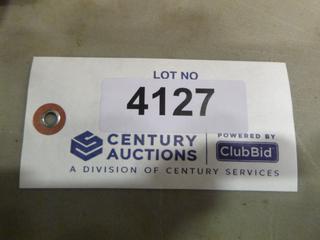 LOT NO
4127
CENTURY AUCTIONS
POWERED BY
ClubBid
A DIVISION OF CENTURY SERVICES